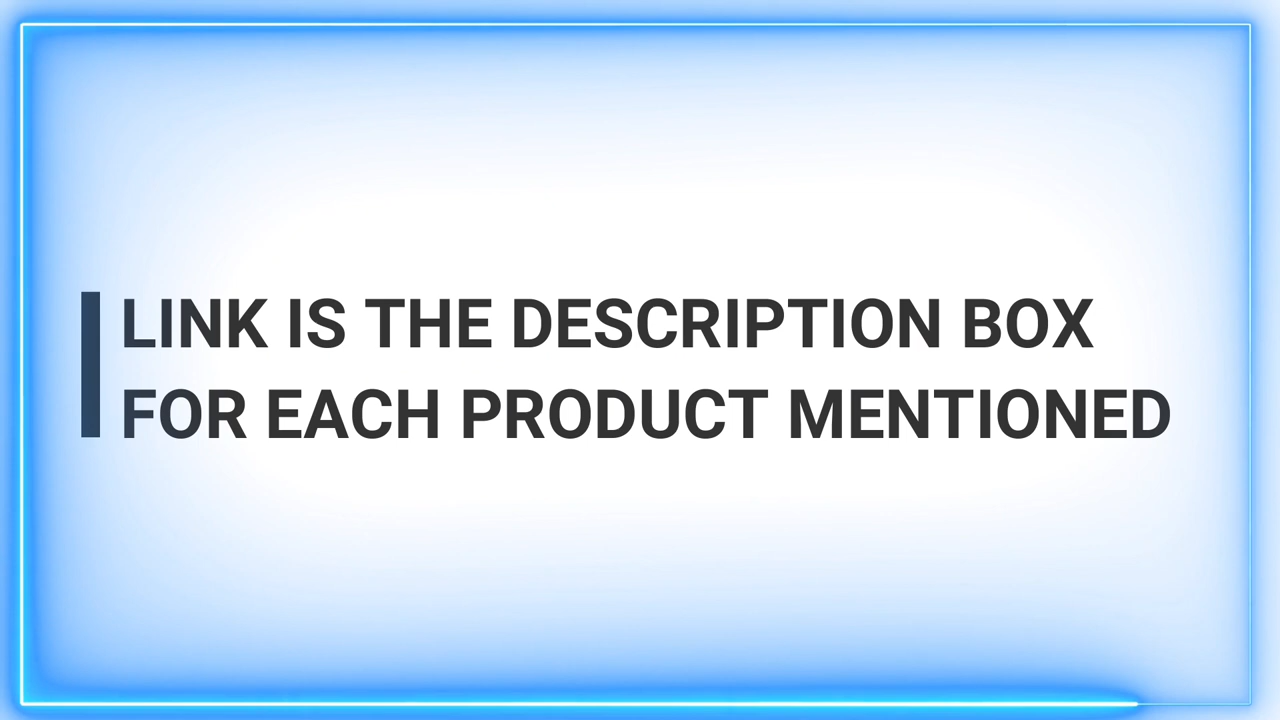 LINK IS THE DESCRIPTION BOX
FOR EACH PRODUCT MENTIONED